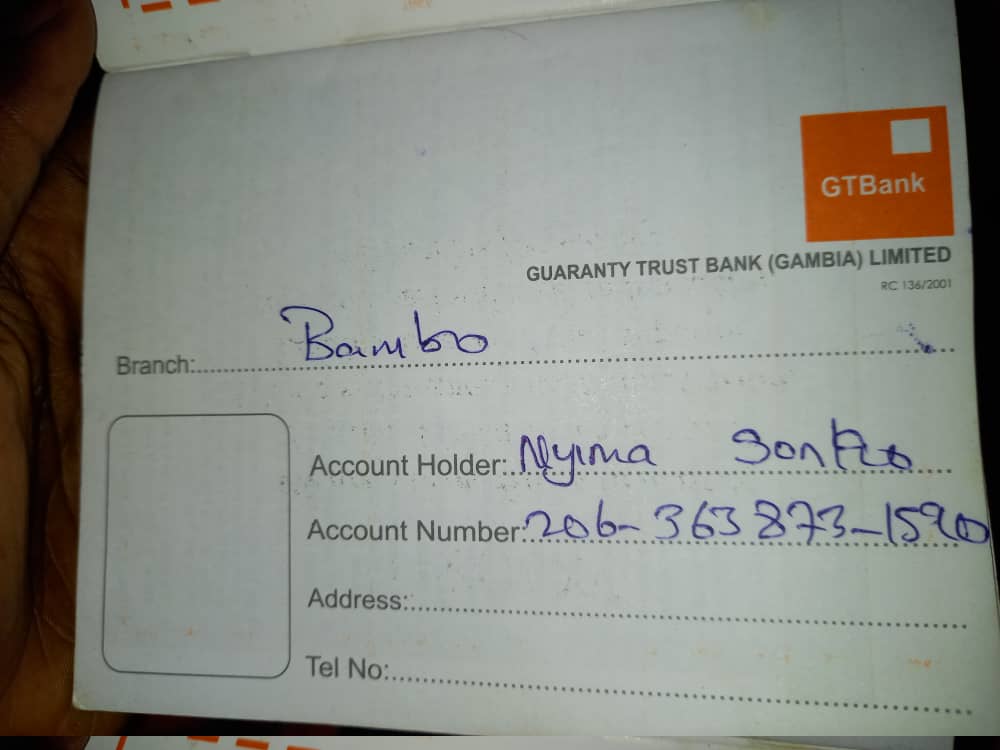 GTBank
GUARANTY TRUST BANK (GAMBIA) LIMITED
RC 136/2001
Branch: Bambo
Account Holder: Nyima
Account Number: 206-363873-1590
Address:
Tel No: